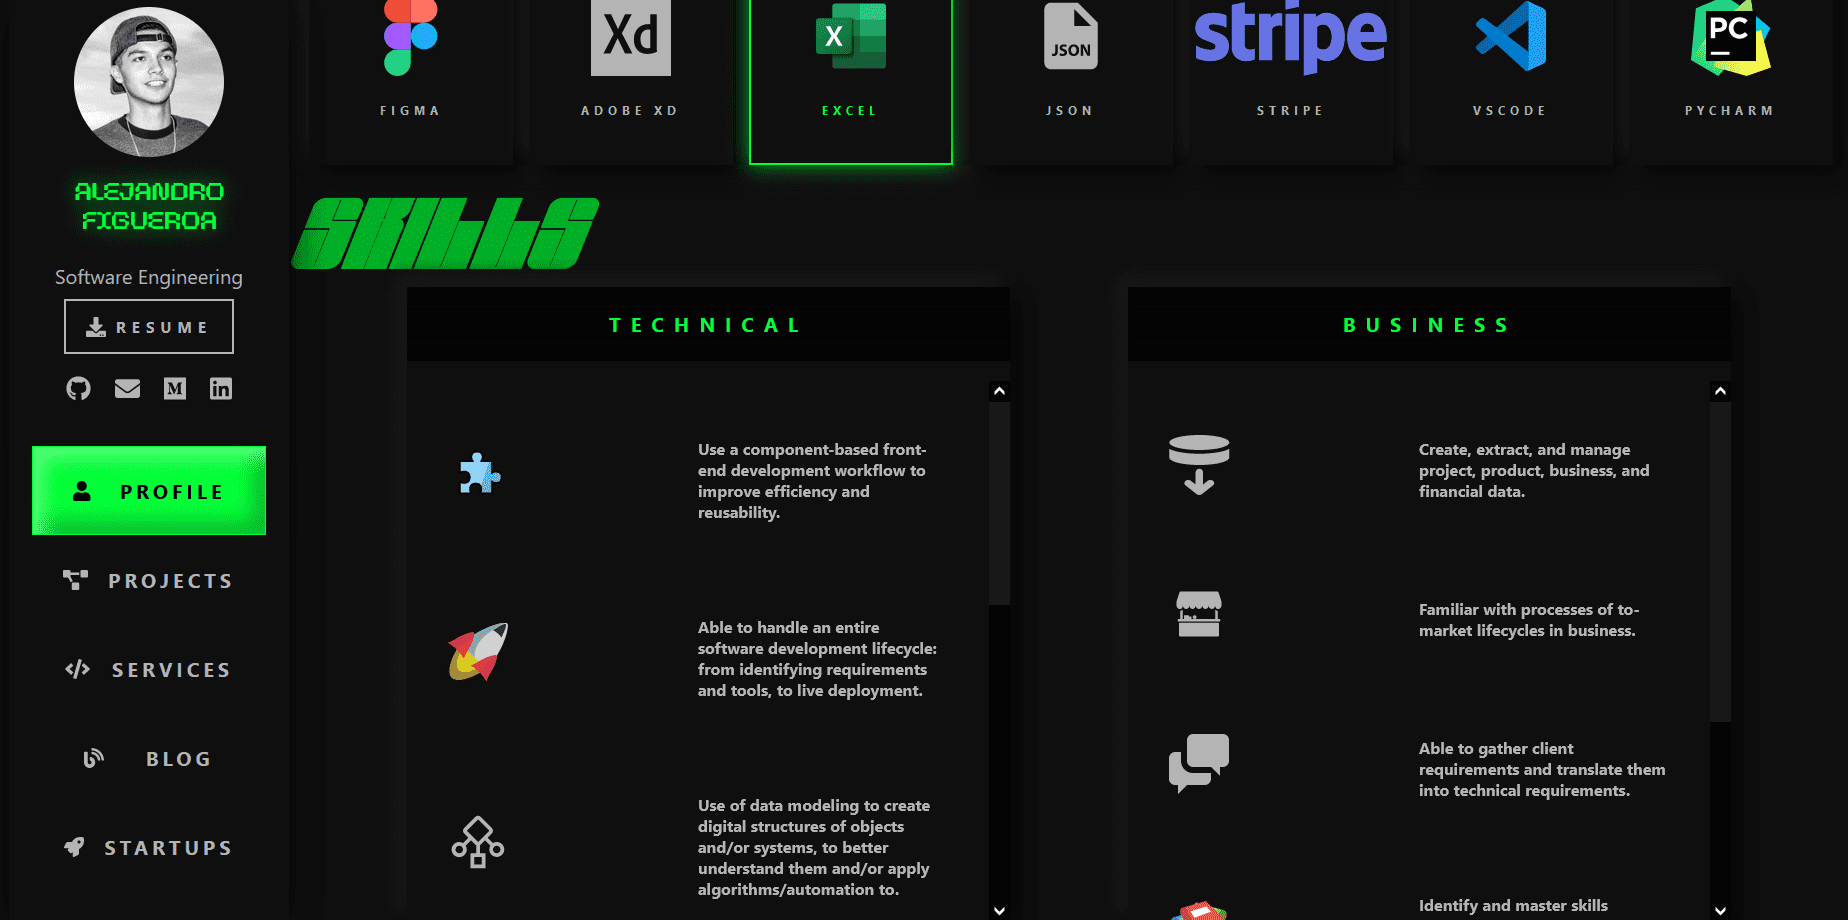 ALEJANDRO
FIGUEROA
Software Engineering
RESUME
M
in
PROFILE
PROJECTS
SERVICES
BLOG
STARTUPS
Xd
X
JSON
stripe
PC
FIGMA
ADOBE XD
EXCEL
JSON
STRIPE
VSCODE
PYCHARM
SKILLS
TECHNICAL
Use a component-based front-
end development workflow to
improve efficiency and
reusability.
Able to handle an entire
software development lifecycle:
from identifying requirements
and tools, to live deployment.
Use of data modeling to create
digital structures of objects
and/or systems, to better
understand them and/or apply
algorithms/automation to.
BUSINESS
Create, extract, and manage
project, product, business, and
financial data.
Familiar with processes of to-
market lifecycles in business.
Able to gather client
requirements and translate them
into technical requirements.
Identify and master skills